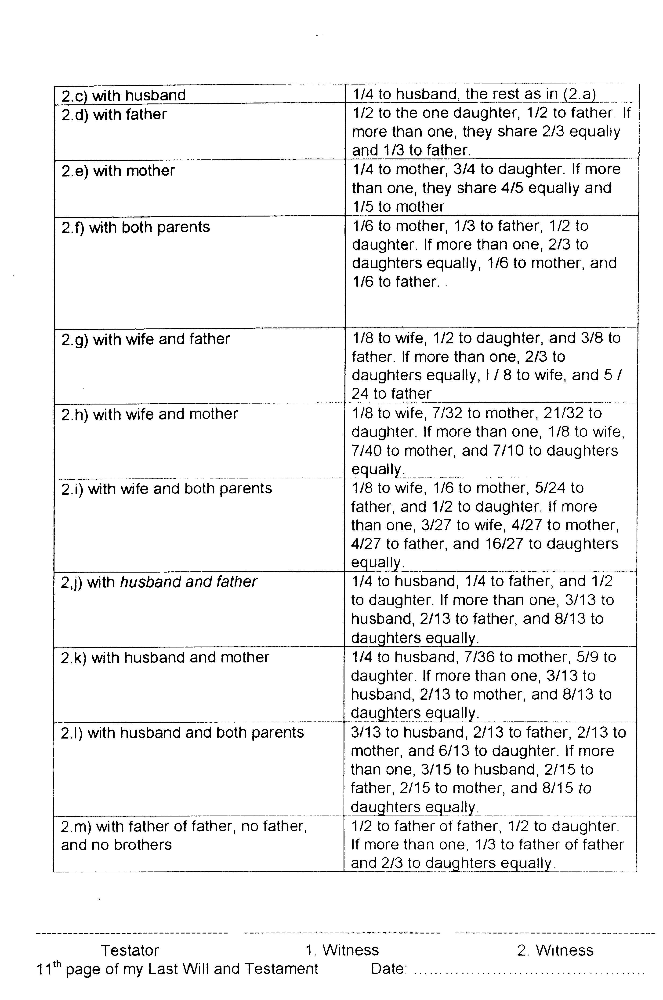 2.c) with husband
1/4 to husband, the rest as in (2.a)
2.d) with father
1/2 to the one daughter, 1/2 to father. If
more than one, they share 2/3 equally
and 1/3 to father.
2.e) with mother
1/4 to mother, 3/4 to daughter. If more
than one, they share 4/5 equally and
1/5 to mother
2.f) with both parents
1/6 to mother, 1/3 to father, 1/2 to
daughter. If more than one, 2/3 to
daughters equally, 1/6 to mother, and
1/6 to father.
2.g) with wife and father
1/8 to wife, 1/2 to daughter, and 3/8 to
father. If more than one, 2/3 to
daughters equally, I / 8 to wife, and 5 /
24 to father
2.h) with wife and mother
1/8 to wife, 7/32 to mother, 21/32 to
daughter. If more than one, 1/8 to wife,
7/40 to mother, and 7/10 to daughters
equally.
2.i) with wife and both parents
1/8 to wife, 1/6 to mother, 5/24 to
father, and 1/2 to daughter. If more
than one, 3/27 to wife, 4/27 to mother,
4/27 to father, and 16/27 to daughters
equally.
2,j) with husband and father
1/4 to husband, 1/4 to father, and 1/2
to daughter. If more than one, 3/13 to
husband, 2/13 to father, and 8/13 to
daughters equally.
2.k) with husband and mother
1/4 to husband, 7/36 to mother, 5/9 to
daughter. If more than one, 3/13 to
husband, 2/13 to mother, and 8/13 to
daughters equally.
2.l) with husband and both parents
3/13 to husband, 2/13 to father, 2/13 to
mother, and 6/13 to daughter. If more
than one, 3/15 to husband, 2/15 to
father, 2/15 to mother, and 8/15 to
daughters equally.
2.m) with father of father, no father,
and no brothers
1/2 to father of father, 1/2 to daughter.
If more than one, 1/3 to father of father
and 2/3 to daughters equally.
Testator 1. Witness 2. Witness
11th page of my Last Will and Testament Date: ..............................................